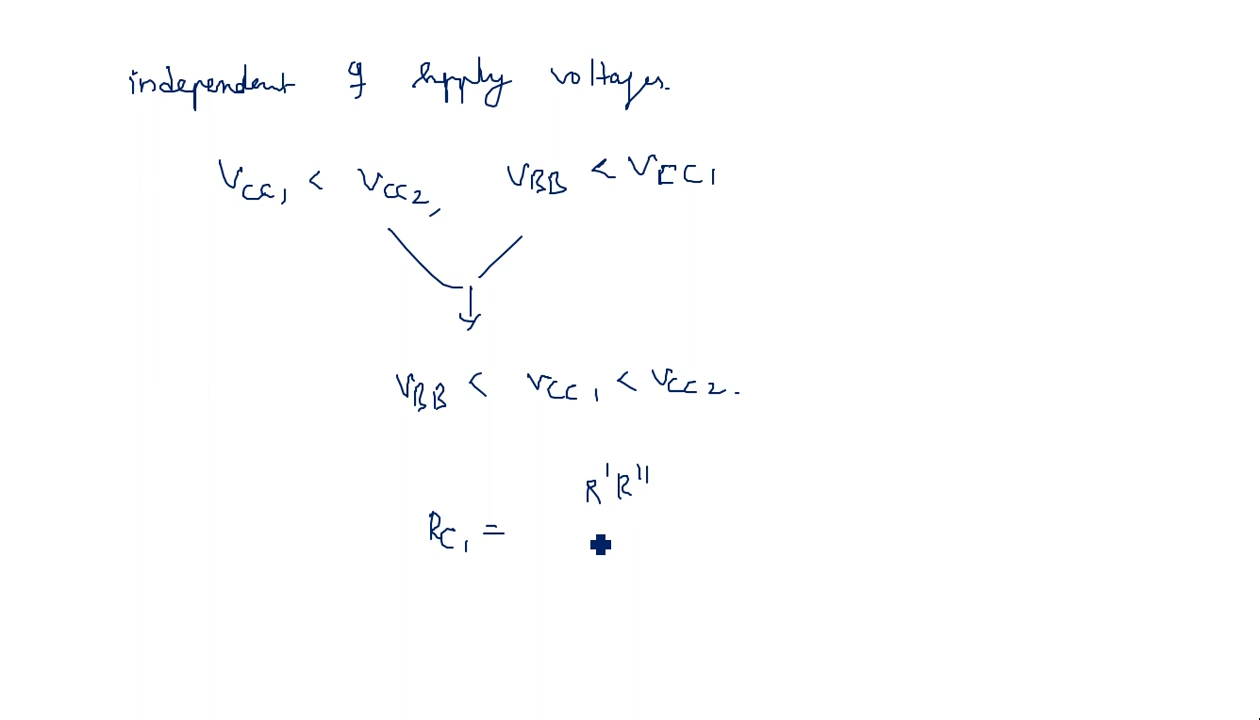 independent of supply voltages.
VCC1 < VCC2, VBB < VCC1
VBB < VCC1 < VCC2.
R'R''
RC1 =